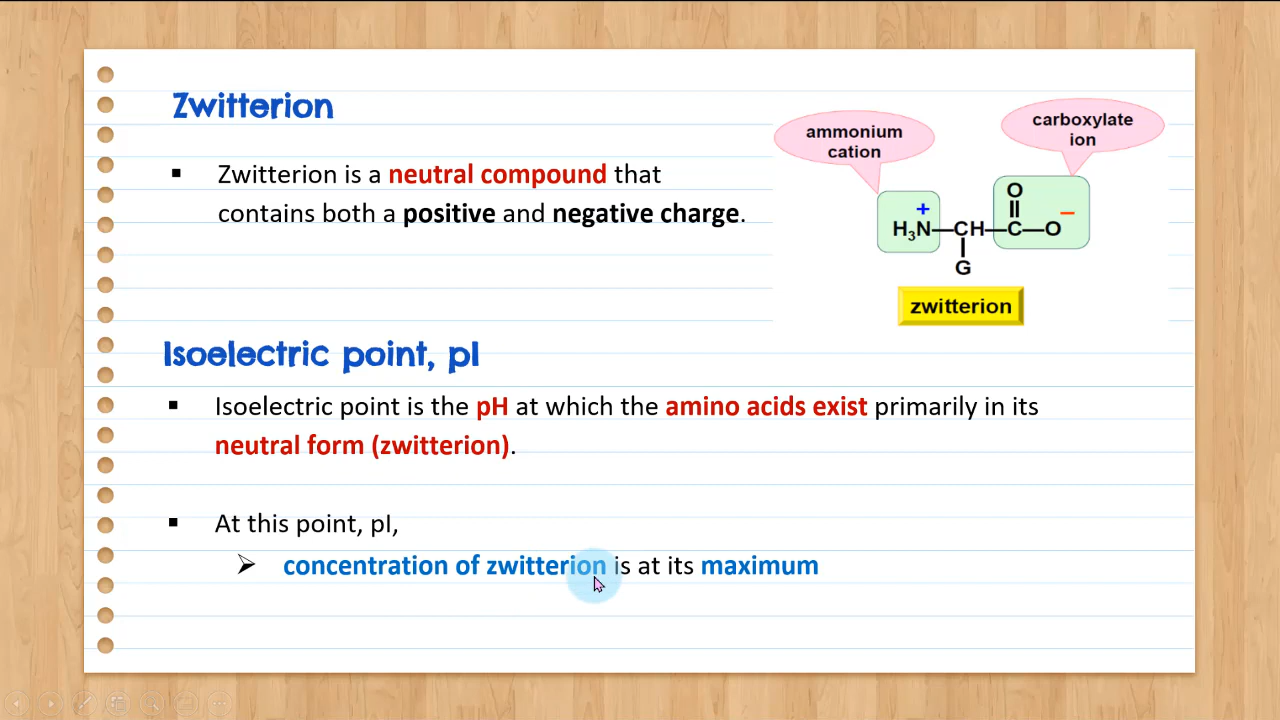 Zwitterion
▪ Zwitterion is a neutral compound that
contains both a positive and negative charge.
ammonium
cation
carboxylate
ion
O
+ −
H₃N—CH—C—O
G
zwitterion
Isoelectric point, pI
▪ Isoelectric point is the pH at which the amino acids exist primarily in its
neutral form (zwitterion).
▪ At this point, pI,
➢ concentration of zwitterion is at its maximum